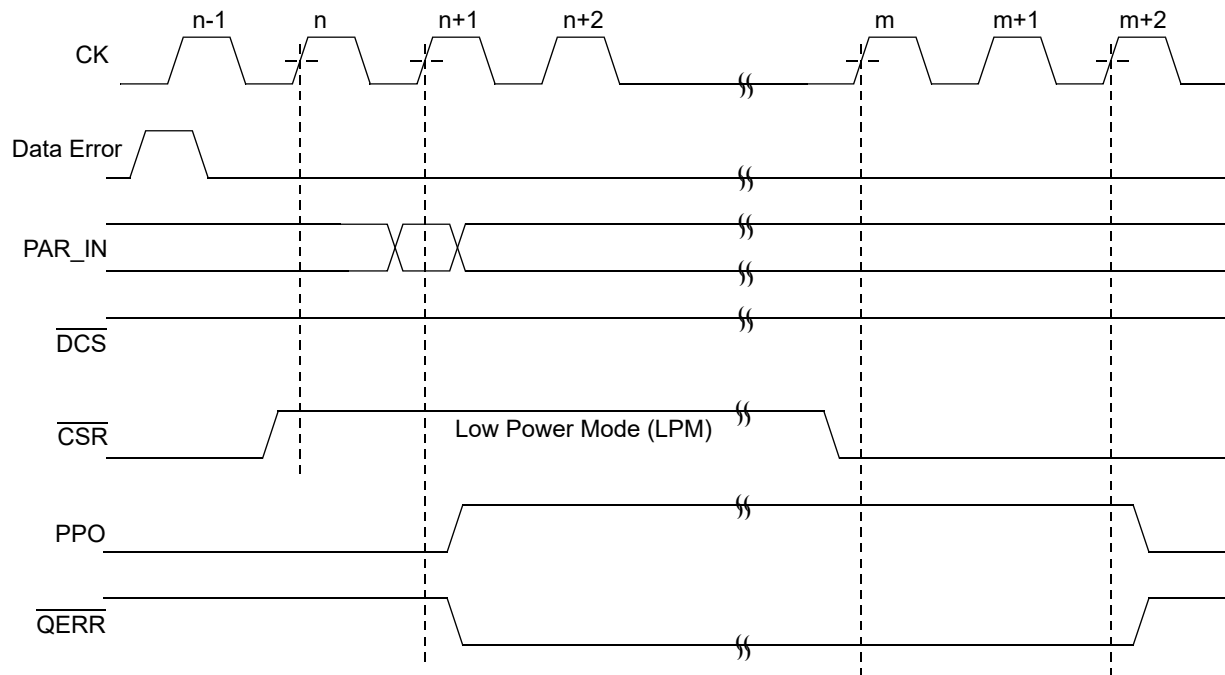 n-1 n n+1 n+2 m m+1 m+2
CK
Data Error
PAR_IN
DCS
CSR
Low Power Mode (LPM)
PPO
QERR